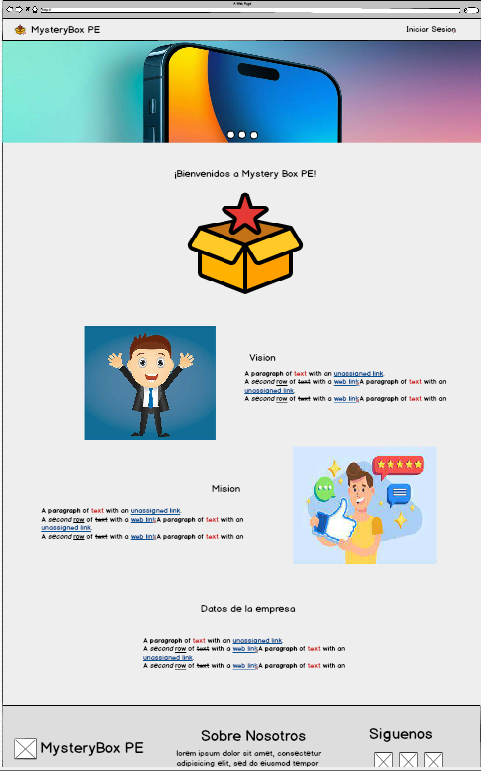 A Web Page
MysteryBox PE
Iniciar Sesion
¡Bienvenidos a Mystery Box PE!
Vision
A paragraph of text with an unassigned link.
A second row of text with a web link.A paragraph of text with an
unassigned link.
A second row of text with a web link.A paragraph of text with an
Mision
A paragraph of text with an unassigned link.
A second row of text with a web link.A paragraph of text with an
unassigned link.
A second row of text with a web link.A paragraph of text with an
Datos de la empresa
A paragraph of text with an unassigned link.
A second row of text with a web link.A paragraph of text with an
unassigned link.
A second row of text with a web link.A paragraph of text with an
MysteryBox PE
Sobre Nosotros
lorem ipsum dolor sit amet, consectetur
adipisicing elit, sed do eiusmod tempor
Siguenos